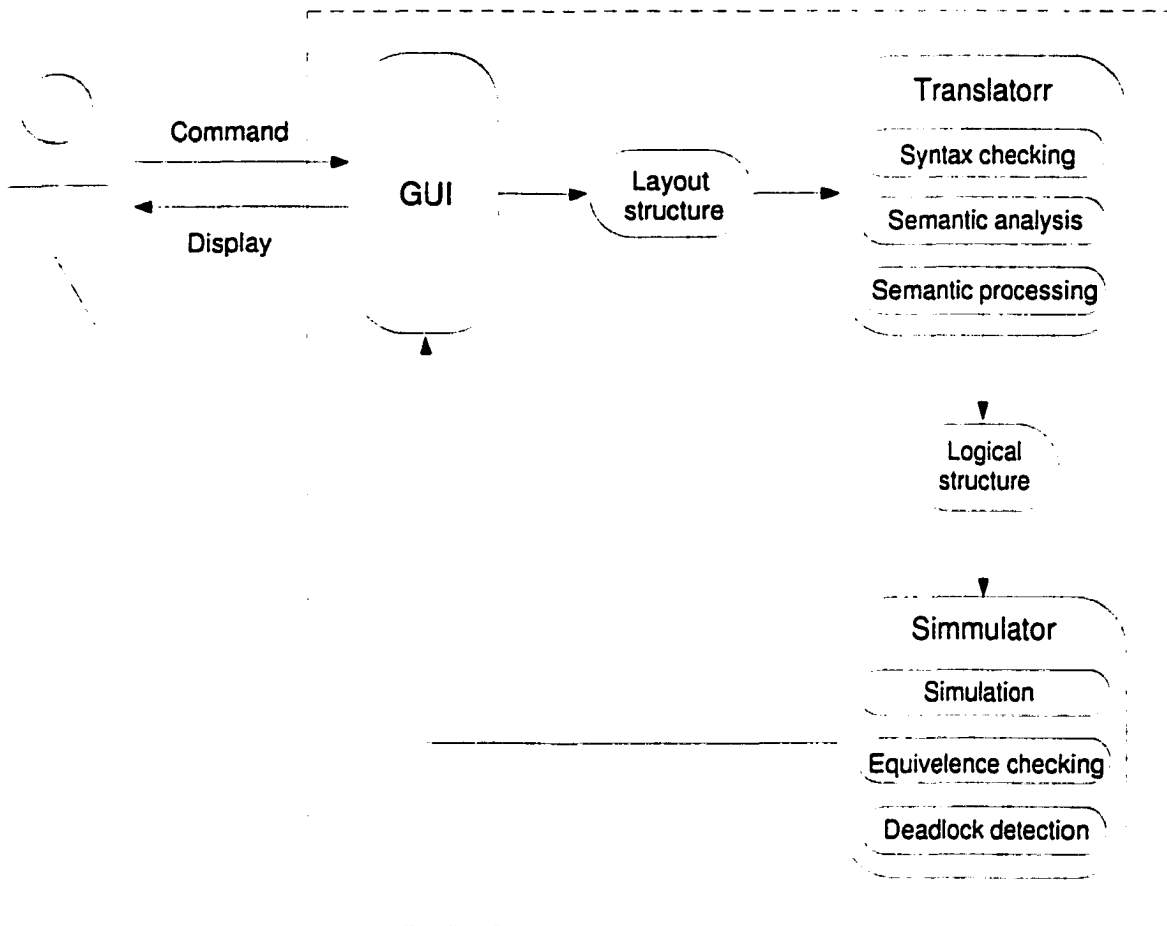 Command
Display
GUI
Layout
structure
Translatorr
Syntax checking
Semantic analysis
Semantic processing
Logical
structure
Simmulator
Simulation
Equivelence checking
Deadlock detection